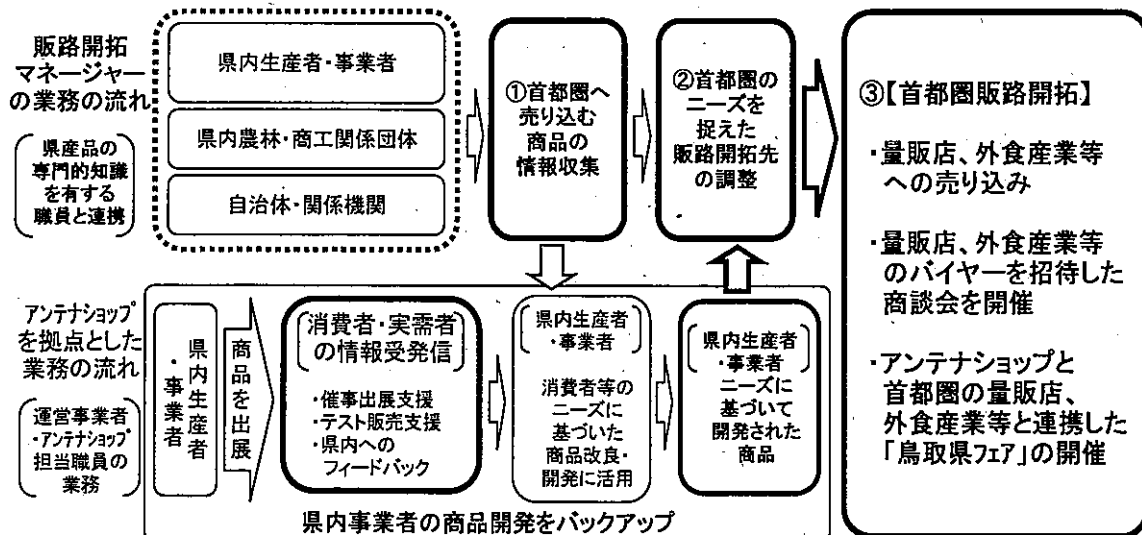 販路開拓
マネージャー
の業務の流れ
県産品の
専門的知識
を有する
職員と連携
県内生産者・事業者
県内農林・商工関係団体
自治体・関係機関
①首都圏へ
売り込む
商品の
情報収集
②首都圏の
ニーズを
捉えた
販路開拓先
の調整
③【首都圏販路開拓】
・量販店、外食産業等
への売り込み
・量販店、外食産業等
のバイヤーを招待した
商談会を開催
・アンテナショップと
首都圏の量販店、
外食産業等と連携した
「鳥取県フェア」の開催
アンテナショップ
を拠点とした
業務の流れ
運営事業者
・アンテナショップ
担当職員の
業務
県内生産者
・事業者
商品を出展
消費者・実需者
の情報受発信
・催事出展支援
・テスト販売支援
・県内への
フィードバック
県内生産者
・事業者
消費者等の
ニーズに
基づいた
商品改良・
開発に活用
県内生産者
・事業者
ニーズに
基づいて
開発された
商品
県内事業者の商品開発をバックアップ